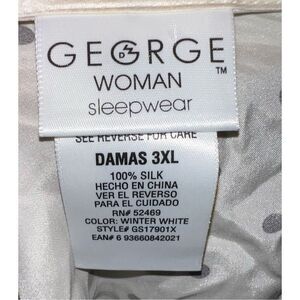 GEORGE
TM
WOMAN
sleepwear
SEE REVERSE FOR CARE
DAMAS 3XL
100% SILK
HECHO EN CHINA
VER EL REVERSO
PARA EL CUIDADO
RN# 52469
COLOR: WINTER WHITE
STYLE# GS17901X
EAN# 6 93660842021